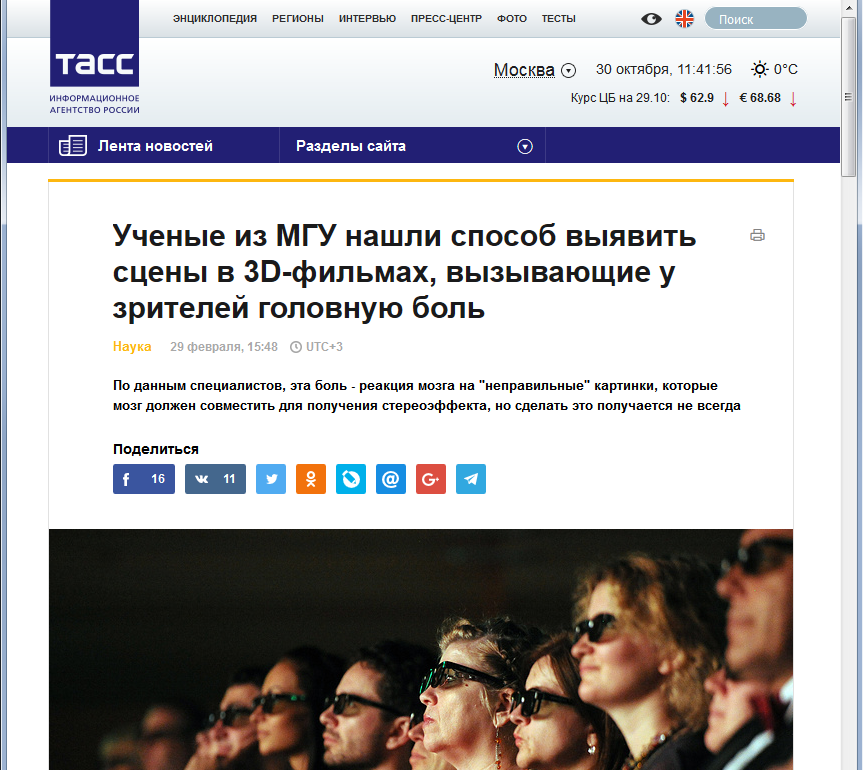 ЭНЦИКЛОПЕДИЯ РЕГИОНЫ ИНТЕРВЬЮ ПРЕСС-ЦЕНТР ФОТО ТЕСТЫ Поиск
тасс
ИНФОРМАЦИОННОЕ
АГЕНТСТВО РОССИИ
Москва 30 октября, 11:41:56 0°C
Курс ЦБ на 29.10: $ 62.9 ↓ € 68.68 ↓
Лента новостей Разделы сайта
Ученые из МГУ нашли способ выявить
сцены в 3D-фильмах, вызывающие у
зрителей головную боль
Наука 29 февраля, 15:48 UTC+3
По данным специалистов, эта боль - реакция мозга на "неправильные" картинки, которые
мозг должен совместить для получения стереоэффекта, но сделать это получается не всегда
Поделиться
f 16 11 @ G+